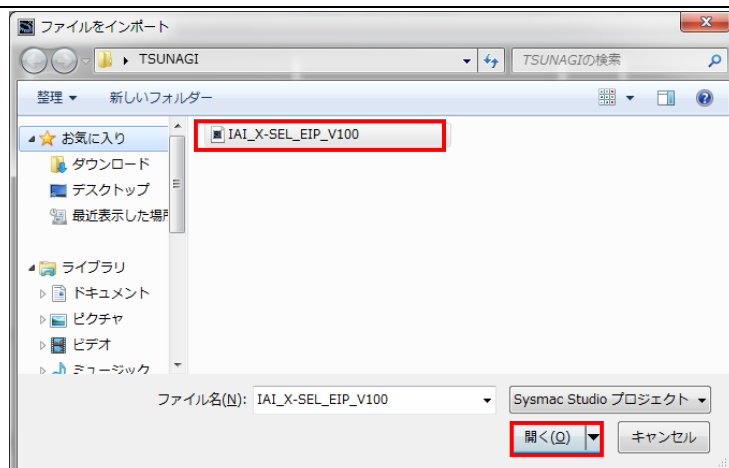 ファイルをインポート
TSUNAGI
TSUNAGIの検索
整理
新しいフォルダー
お気に入り
ダウンロード
デスクトップ
最近表示した場所
ライブラリ
ドキュメント
ピクチャ
ビデオ
ミュージック
IAI_X-SEL_EIP_V100
ファイル名(N):
IAI_X-SEL_EIP_V100
Sysmac Studio プロジェクト
開く(O)
キャンセル